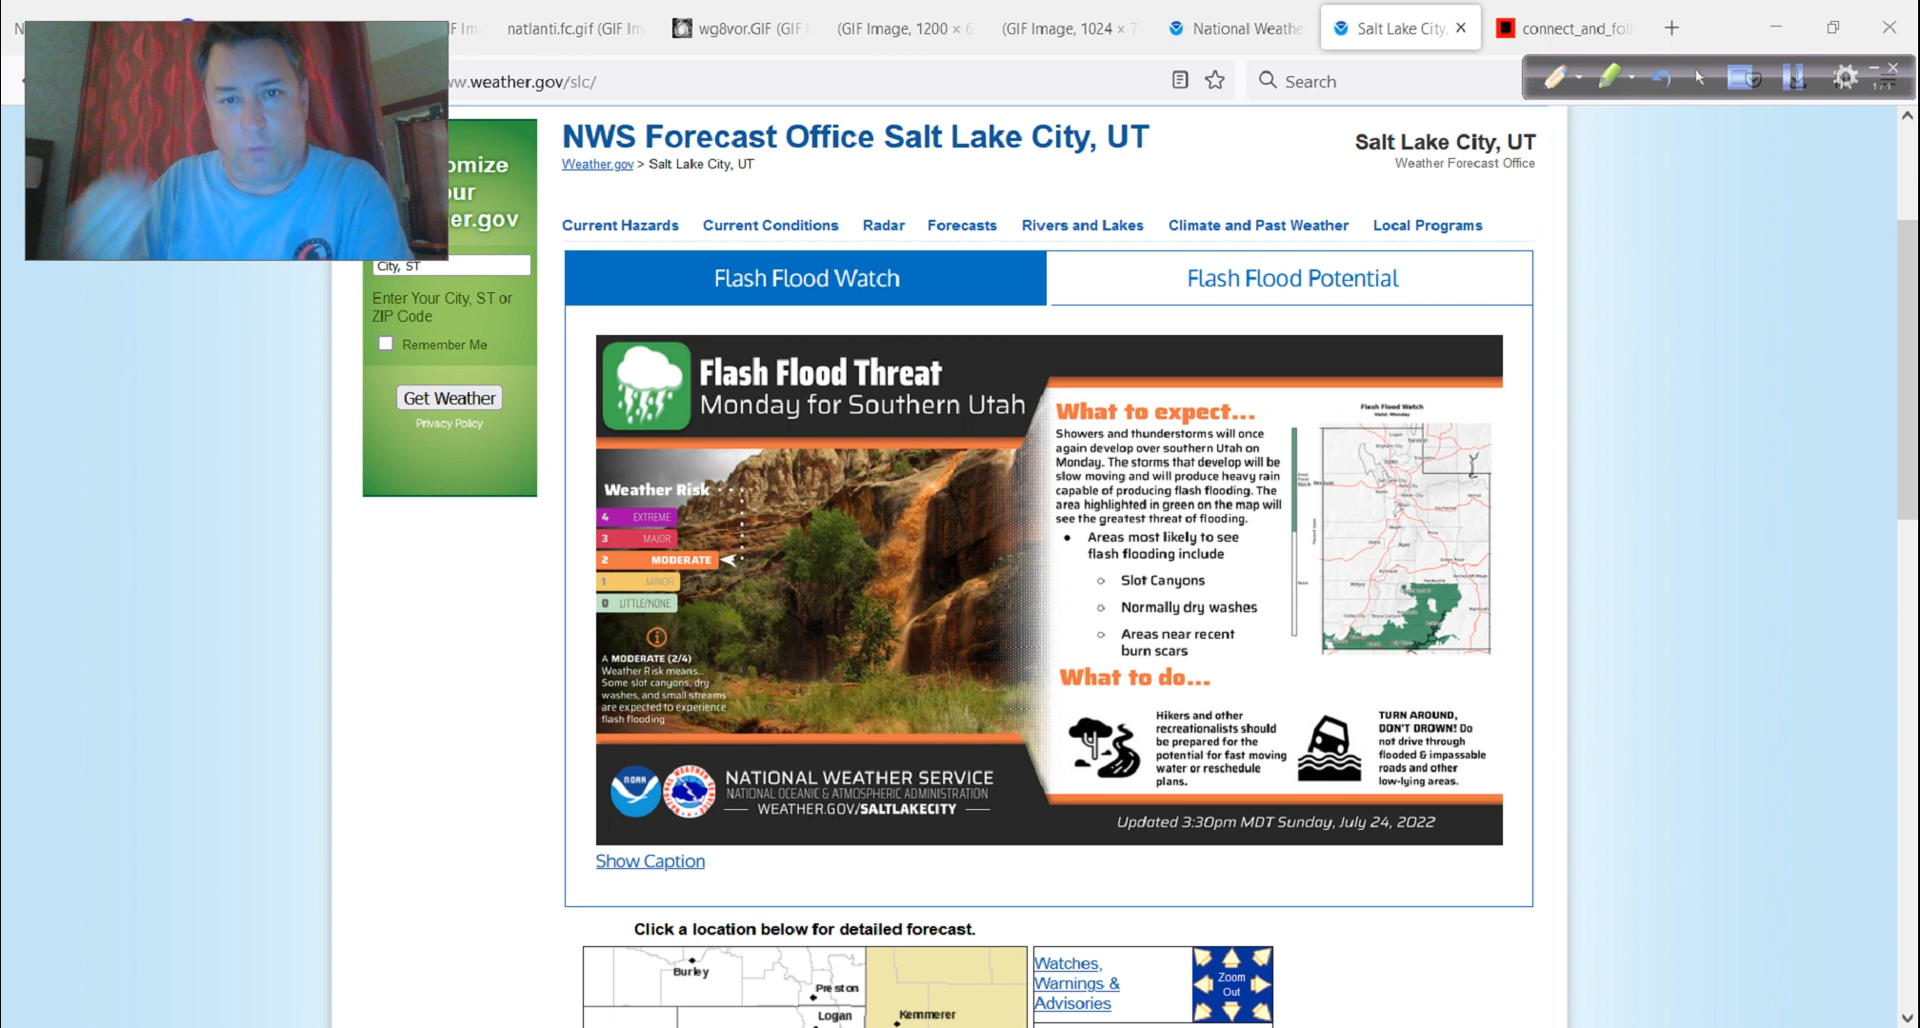 natlanti.fc.gif (GIF Im
wg8vor.GIF (GIF I
(GIF Image, 1200 × 6
(GIF Image, 1024 × 7
National Weathe
Salt Lake City,
connect_and_foll
w.weather.gov/slc/
Search
1 / 1
omize
ur
er.gov
City, ST
Enter Your City, ST or
ZIP Code
Remember Me
Get Weather
Privacy Policy
NWS Forecast Office Salt Lake City, UT
Weather.gov > Salt Lake City, UT
Salt Lake City, UT
Weather Forecast Office
Current Hazards Current Conditions Radar Forecasts Rivers and Lakes Climate and Past Weather Local Programs
Flash Flood Watch
Flash Flood Potential
Flash Flood Threat
Monday for Southern Utah
Weather Risk
4 EXTREME
3 MAJOR
2 MODERATE
1 MINOR
0 LITTLE/NONE
A MODERATE (2/4)
Weather Risk means...
Some slot canyons, dry
washes, and small streams
are expected to experience
flash flooding
What to expect...
Showers and thunderstorms will once
again develop over southern Utah on
Monday. The storms that develop will be
slow moving and will produce heavy rain
capable of producing flash flooding. The
area highlighted in green on the map will
see the greatest threat of flooding.
• Areas most likely to see
flash flooding include
○ Slot Canyons
○ Normally dry washes
○ Areas near recent
burn scars
Flash Flood Watch
Valid: Monday
What to do...
Hikers and other
recreationalists should
be prepared for the
potential for fast moving
water or reschedule
plans.
TURN AROUND,
DON'T DROWN! Do
not drive through
flooded & impassable
roads and other
low-lying areas.
NOAA
NATIONAL WEATHER SERVICE
NATIONAL OCEANIC & ATMOSPHERIC ADMINISTRATION
WEATHER.GOV/SALTLAKECITY
Updated 3:30pm MDT Sunday, July 24, 2022
Show Caption
Click a location below for detailed forecast.
Burley
Preston
Logan
Kemmerer
Watches,
Warnings &
Advisories
Zoom
Out